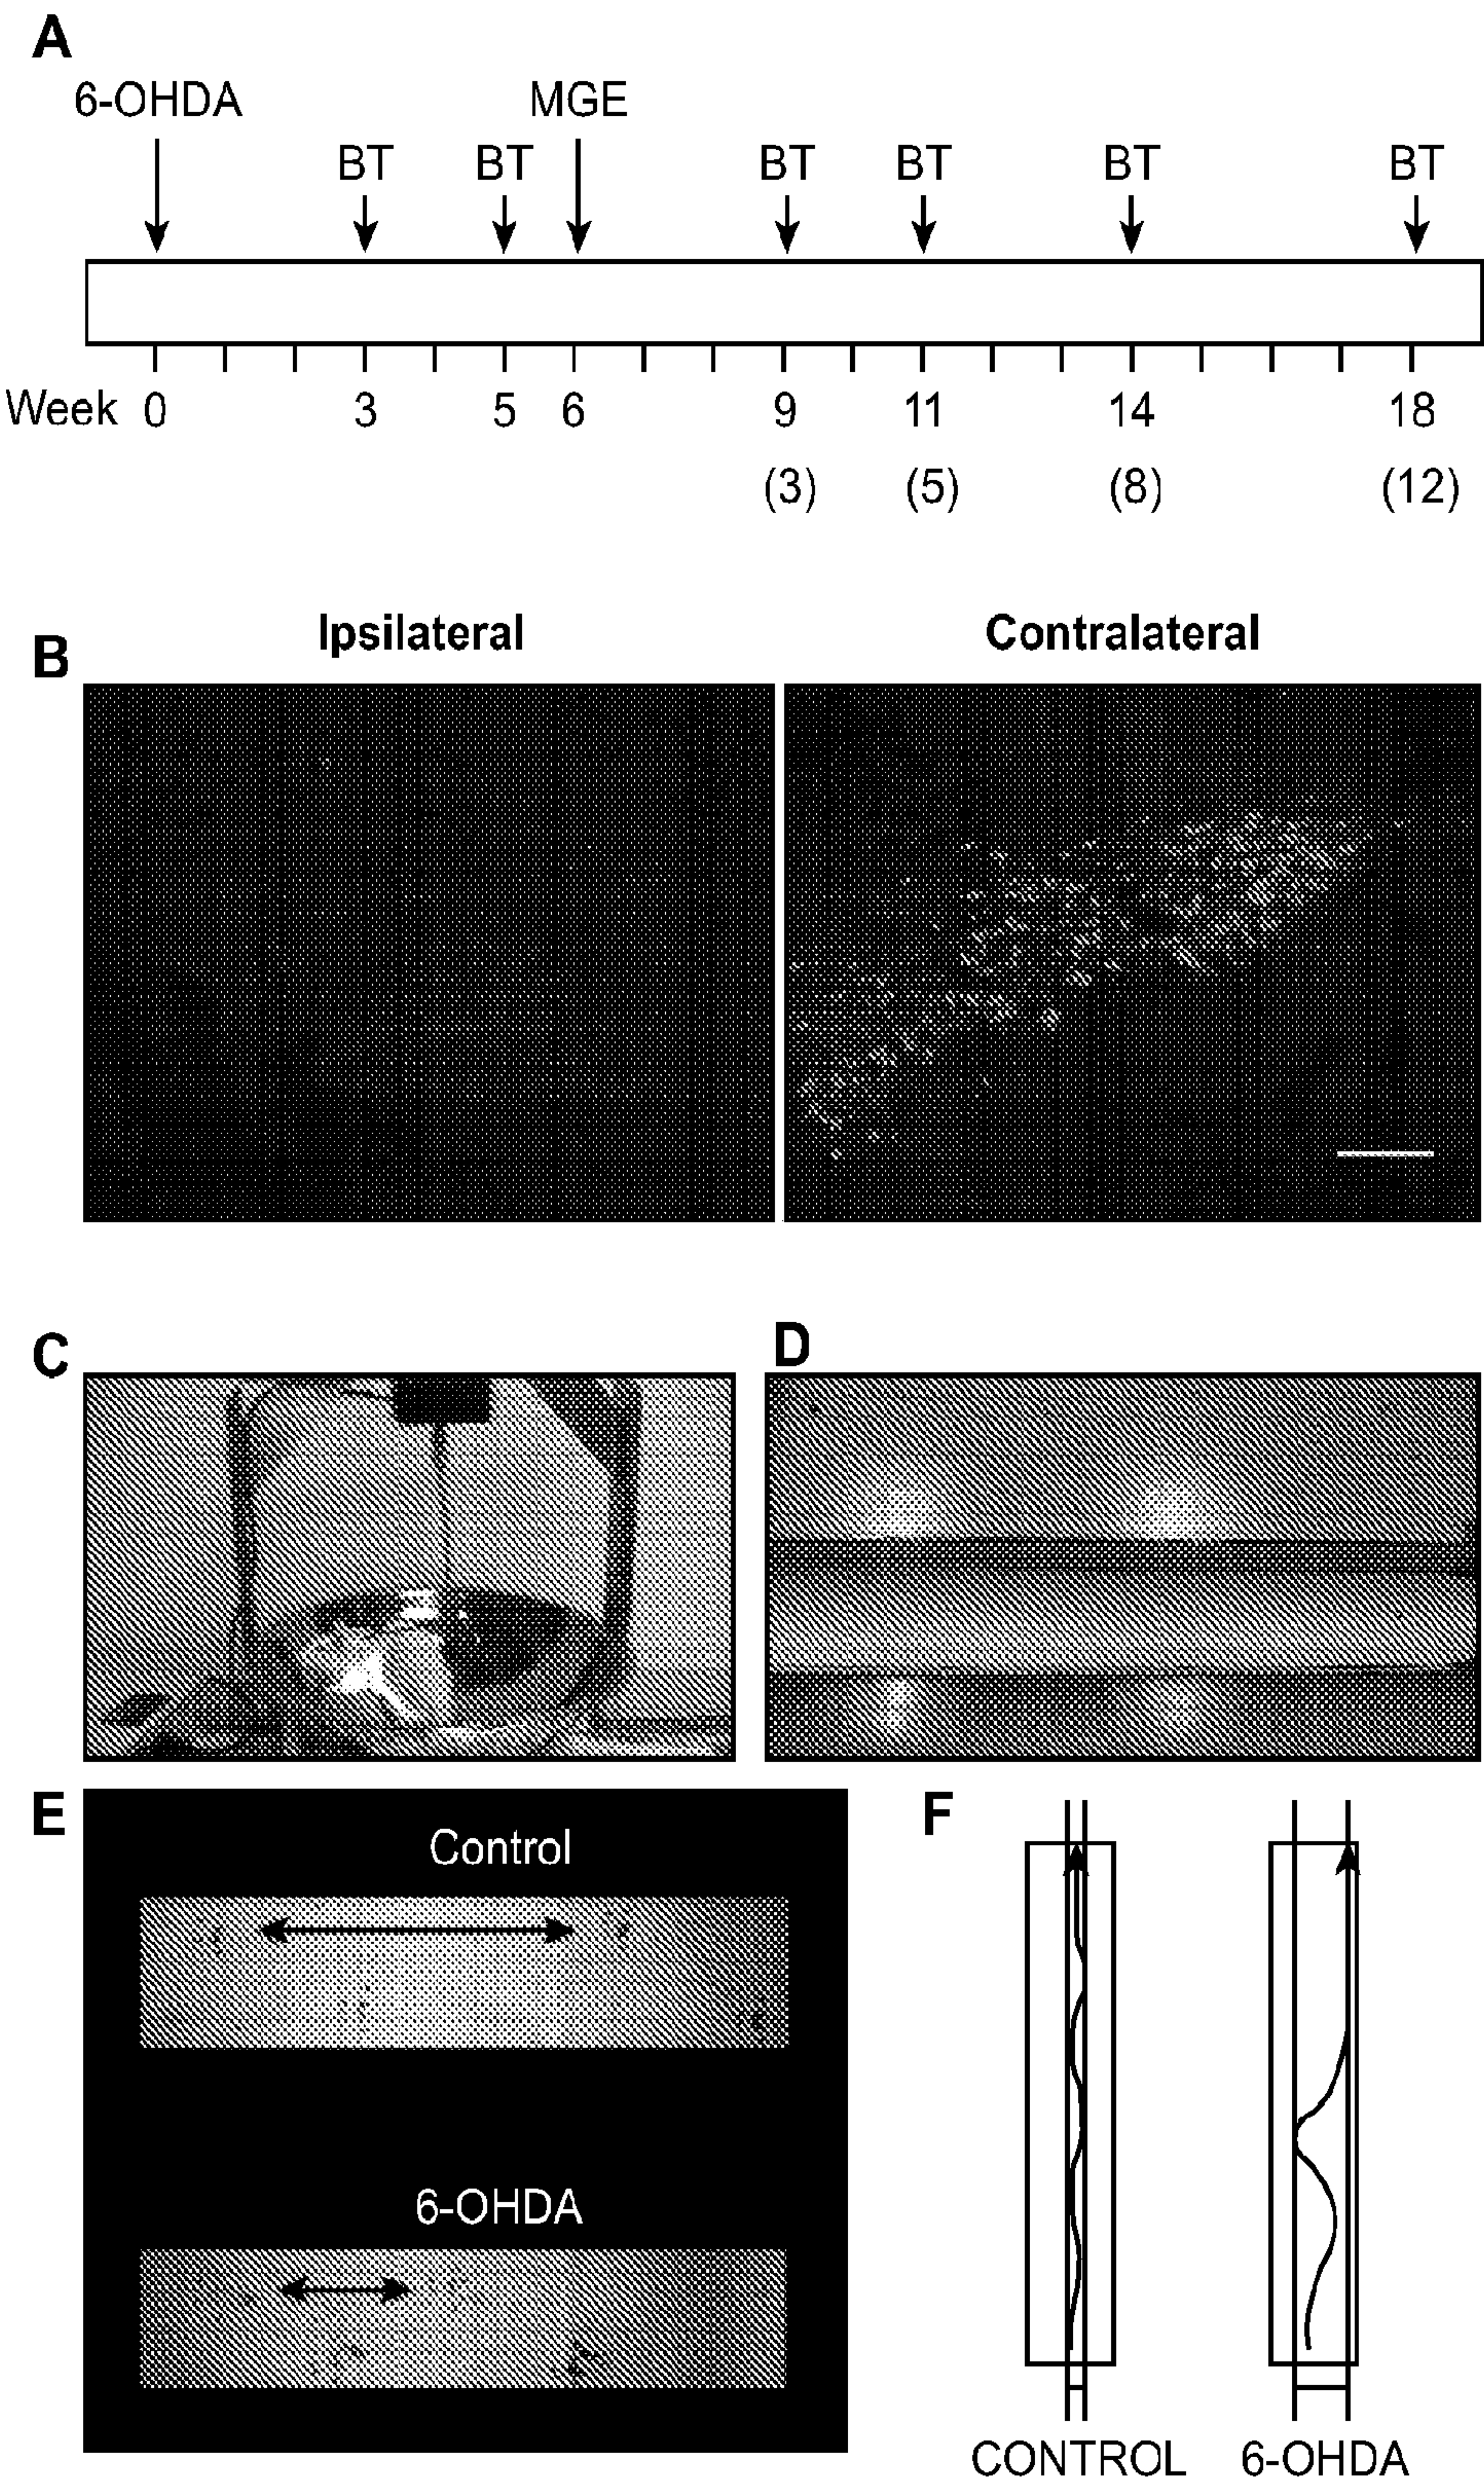 A
6-OHDA MGE
BT BT BT BT BT BT
Week 0 3 5 6 9 11 14 18
(3) (5) (8) (12)
Ipsilateral Contralateral
B
C D
E F
Control
6-OHDA
CONTROL 6-OHDA